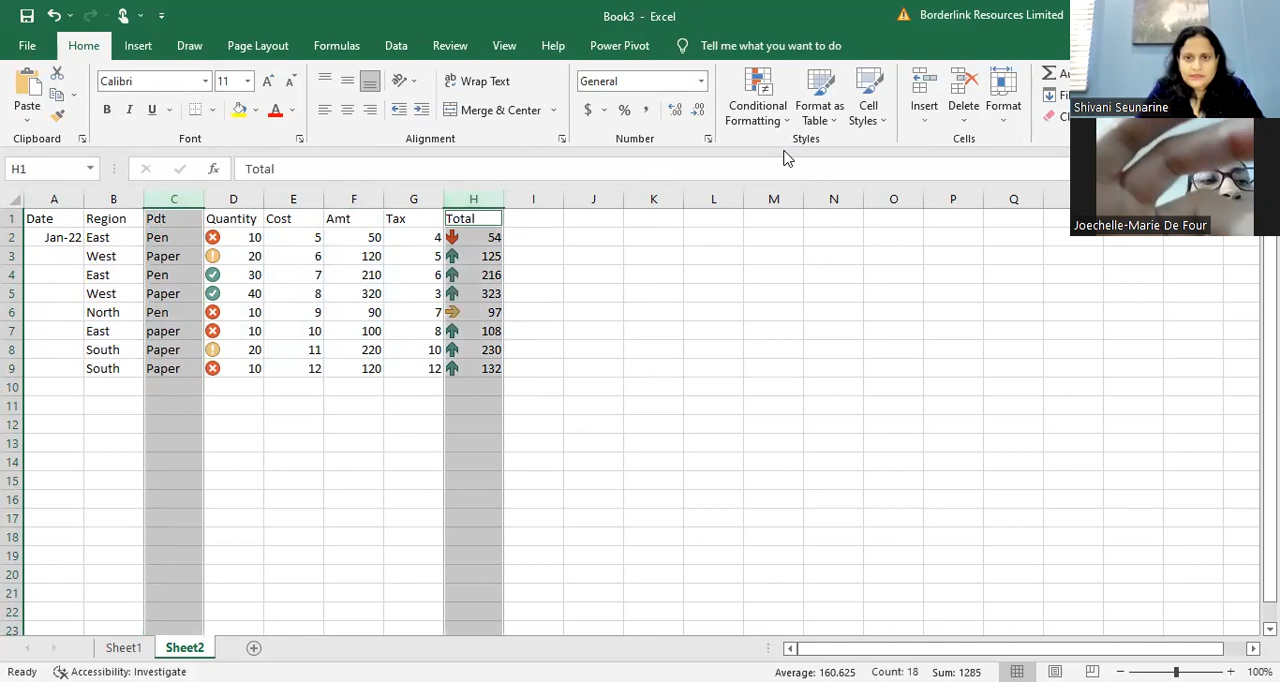 Book3 - Excel
Borderlink Resources Limited
File Home Insert Draw Page Layout Formulas Data Review View Help Power Pivot Tell me what you want to do
Paste
Calibri 11
B I U
Wrap Text
Merge & Center
General
$ % ,
Conditional Formatting
Format as Table
Cell Styles
Insert
Delete
Format
Clipboard Font Alignment Number Styles Cells
Shivani Seunarine
Joechelle-Marie De Four
H1 fx Total
A B C D E F G H I J K L M N O P Q
1 Date Region Pdt Quantity Cost Amt Tax Total
2 Jan-22 East Pen 10 5 50 4 54
3 West Paper 20 6 120 5 125
4 East Pen 30 7 210 6 216
5 West Paper 40 8 320 3 323
6 North Pen 10 9 90 7 97
7 East paper 10 10 100 8 108
8 South Paper 20 11 220 10 230
9 South Paper 10 12 120 12 132
10
11
12
13
14
15
16
17
18
19
20
21
22
23
Sheet1 Sheet2
Ready Accessibility: Investigate Average: 160.625 Count: 18 Sum: 1285 100%